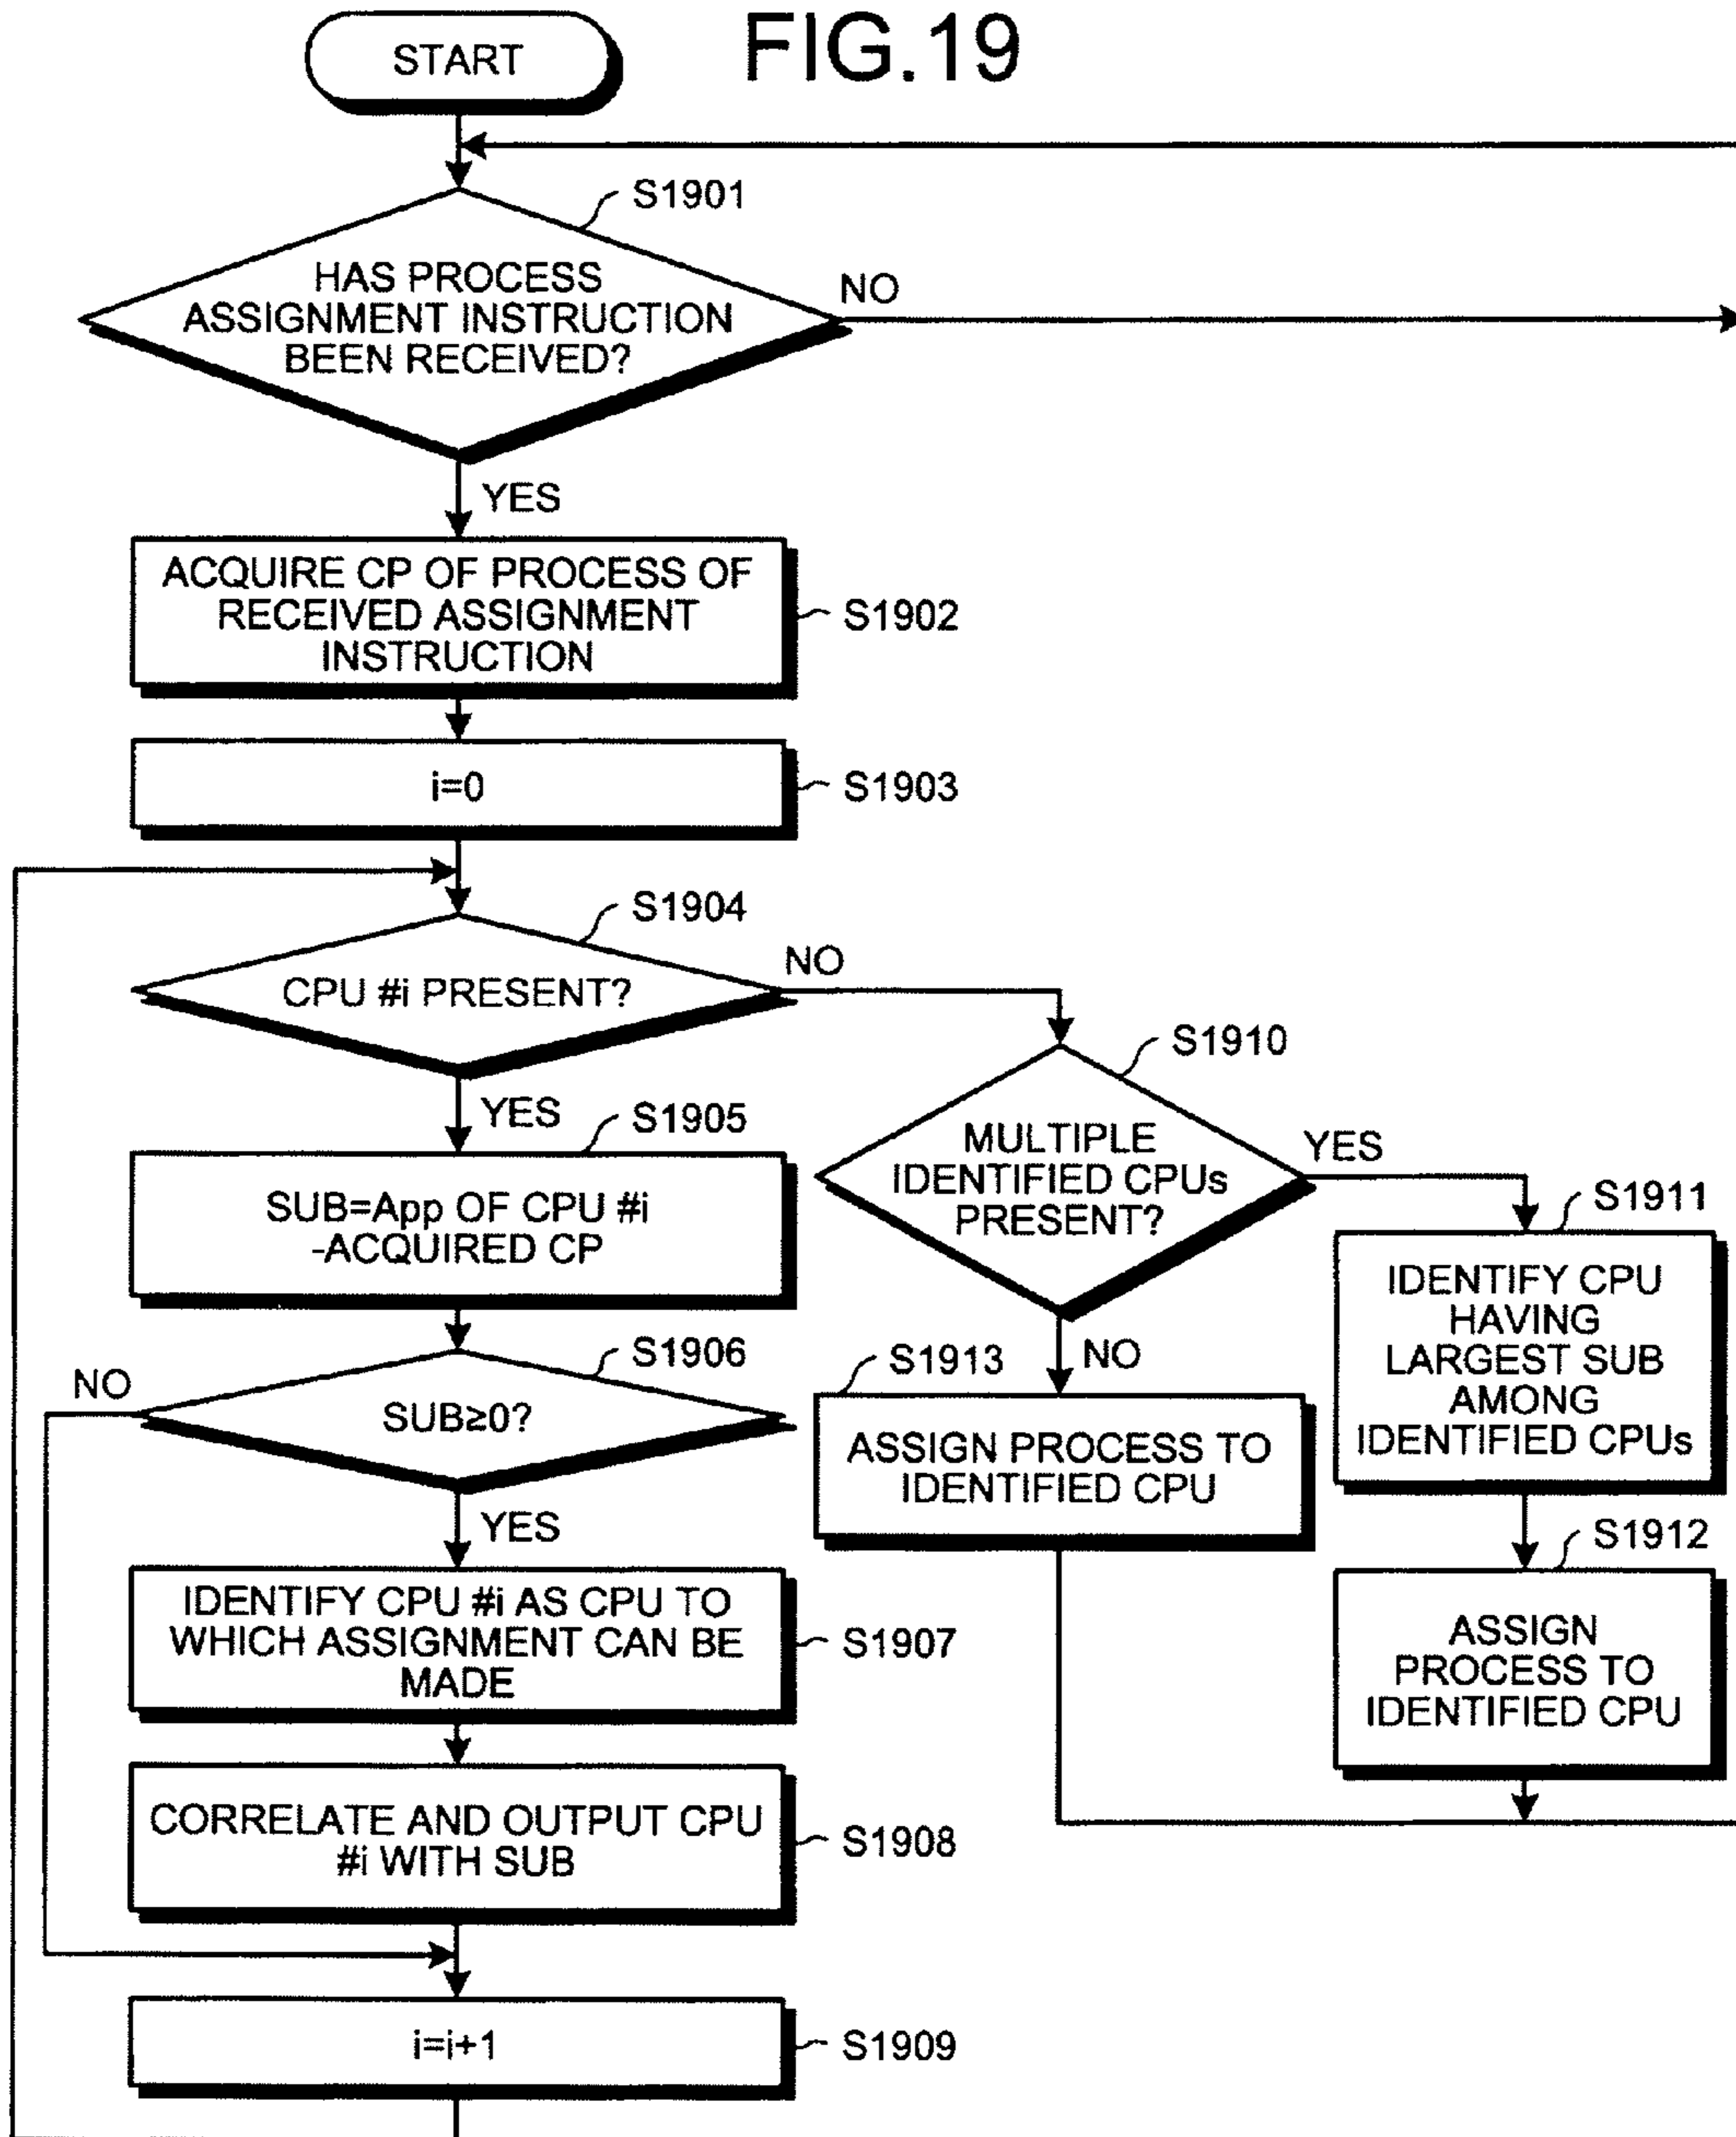 FIG.19
START
S1901
HAS PROCESS
ASSIGNMENT INSTRUCTION
BEEN RECEIVED?
NO
YES
ACQUIRE CP OF PROCESS OF
RECEIVED ASSIGNMENT
INSTRUCTION
S1902
i=0
S1903
S1904
CPU #i PRESENT?
NO
YES
S1905
SUB=App OF CPU #i
-ACQUIRED CP
S1906
NO
SUB≥0?
YES
IDENTIFY CPU #i AS CPU TO
WHICH ASSIGNMENT CAN BE
MADE
S1907
CORRELATE AND OUTPUT CPU
#i WITH SUB
S1908
i=i+1
S1909
S1910
MULTIPLE
IDENTIFIED CPUs
PRESENT?
YES
NO
S1911
IDENTIFY CPU
HAVING
LARGEST SUB
AMONG
IDENTIFIED CPUs
S1912
ASSIGN
PROCESS TO
IDENTIFIED CPU
S1913
ASSIGN PROCESS TO
IDENTIFIED CPU